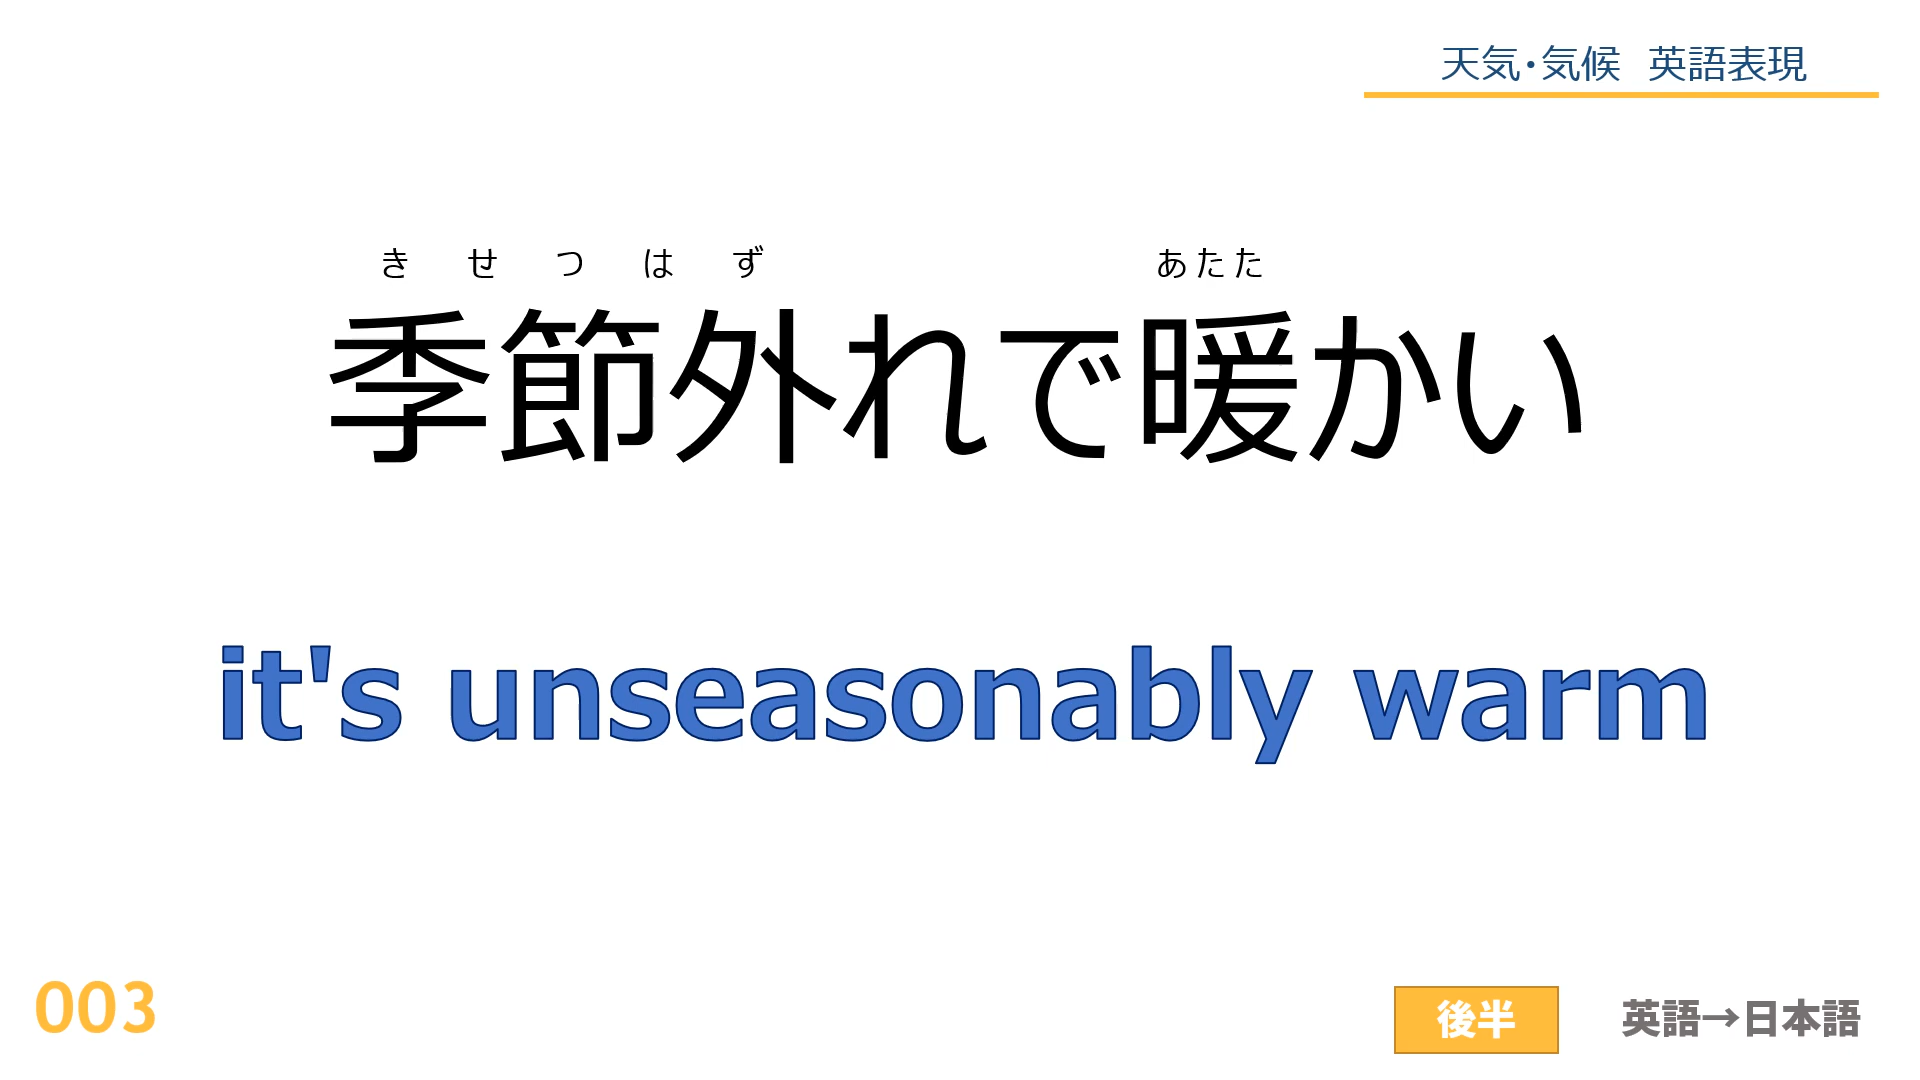 天気・気候　英語表現
きせつはず　あたた
季節外れで暖かい
it's unseasonably warm
003
後半
英語→日本語